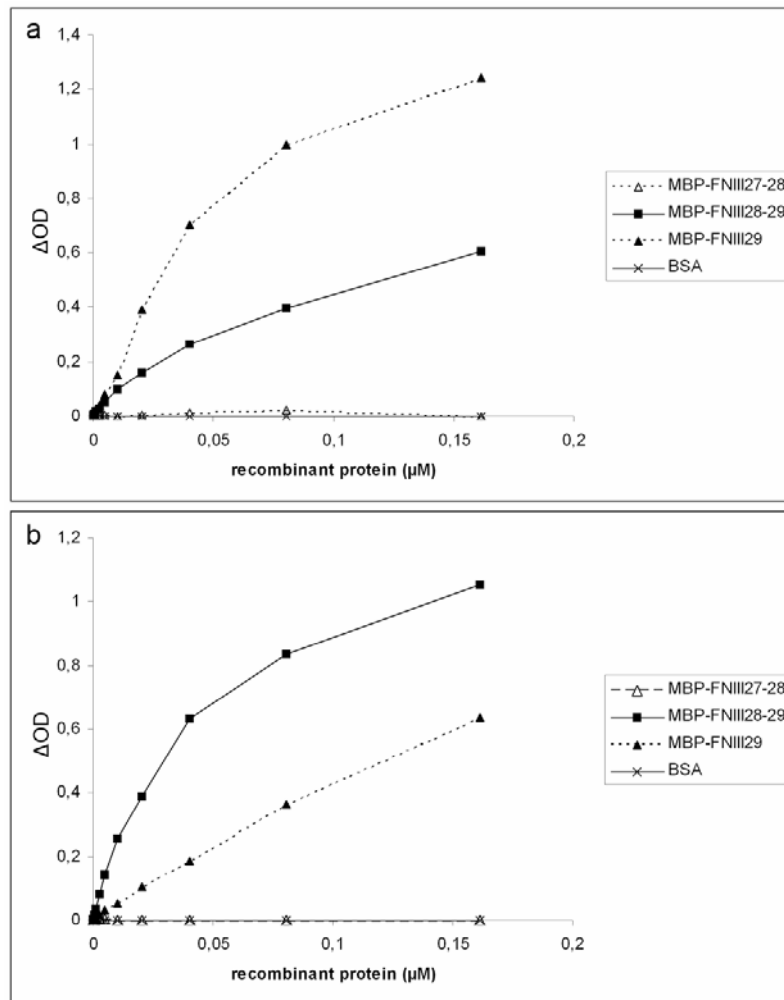 a
1,4
1,2
1
0,8
0,6
0,4
0,2
0
ΔOD
0 0,05 0,1 0,15 0,2
recombinant protein (µM)
MBP-FNIII27-28
MBP-FNIII28-29
MBP-FNIII29
BSA
b
1,2
1
0,8
0,6
0,4
0,2
0
ΔOD
0 0,05 0,1 0,15 0,2
recombinant protein (µM)
MBP-FNIII27-28
MBP-FNIII28-29
MBP-FNIII29
BSA